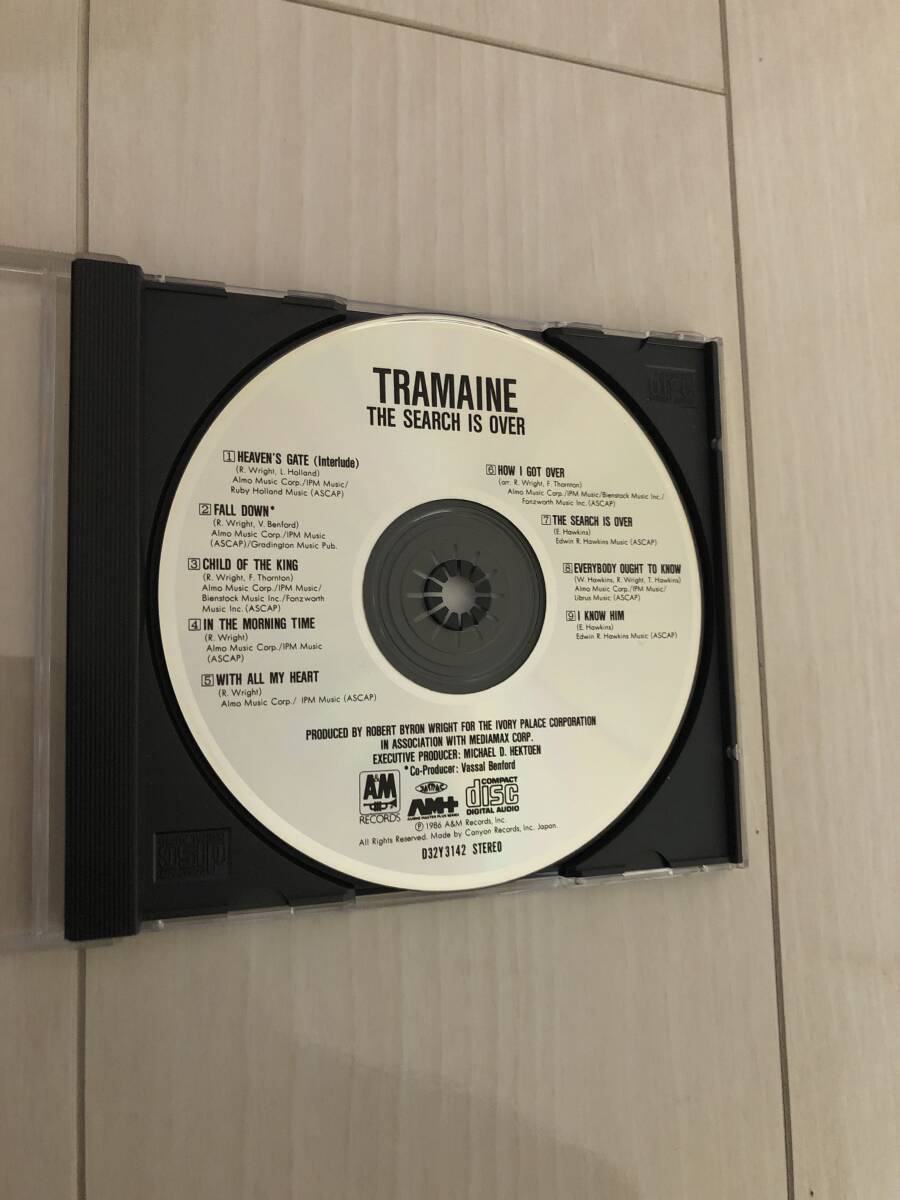 TRAMAINE
THE SEARCH IS OVER
1 HEAVEN'S GATE (Interlude)
(R. Wright, L. Holland)
Almo Music Corp./IPM Music/
Ruby Holland Music (ASCAP)
2 FALL DOWN*
(R. Wright, V. Benford)
Almo Music Corp./IPM Music
(ASCAP)/Gradington Music Pub.
3 CHILD OF THE KING
(R. Wright, F. Thornton)
Almo Music Corp./IPM Music/
Bienstock Music Inc./Fonzworth
Music Inc. (ASCAP)
4 IN THE MORNING TIME
(R. Wright)
Almo Music Corp./IPM Music
(ASCAP)
5 WITH ALL MY HEART
(R. Wright)
Almo Music Corp./ IPM Music (ASCAP)
6 HOW I GOT OVER
(arr. R. Wright, F. Thornton)
Almo Music Corp./IPM Music/Bienstock Music Inc./
Fonzworth Music Inc. (ASCAP)
7 THE SEARCH IS OVER
(E. Hawkins)
Edwin R. Hawkins Music (ASCAP)
8 EVERYBODY OUGHT TO KNOW
(W. Hawkins, R. Wright, T. Hawkins)
Almo Music Corp./IPM Music/
Librus Music (ASCAP)
9 I KNOW HIM
(E. Hawkins)
Edwin R. Hawkins Music (ASCAP)
PRODUCED BY ROBERT BYRON WRIGHT FOR THE IVORY PALACE CORPORATION
IN ASSOCIATION WITH MEDIAMAX CORP.
EXECUTIVE PRODUCER: MICHAEL D. HEKTOEN
*Co-Producer: Vassal Benford
A&M
RECORDS
JASRAC
AM+
AUDIO MASTER PLUS SERIES
COMPACT
disc
DIGITAL AUDIO
Ⓟ1986 A&M Records, Inc.
All Rights Reserved. Made by Canyon Records, Inc. Japan.
D32Y3142 STEREO